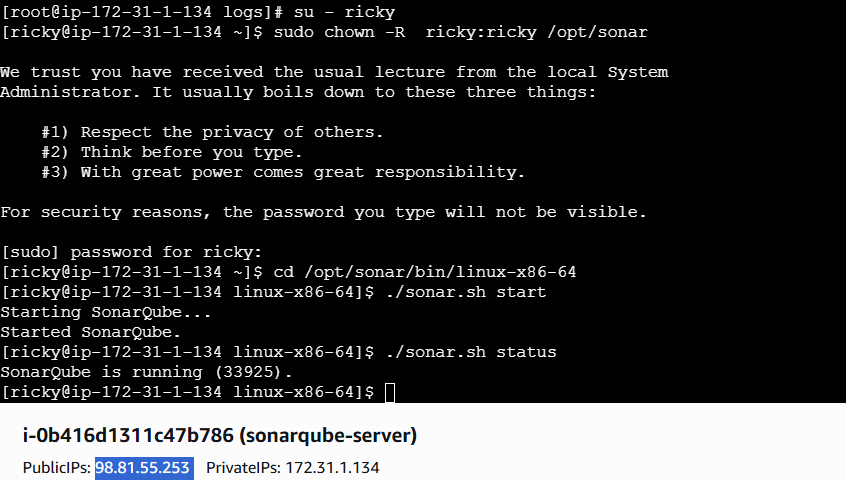 [root@ip-172-31-1-134 logs]# su - ricky
[ricky@ip-172-31-1-134 ~]$ sudo chown -R  ricky:ricky /opt/sonar
We trust you have received the usual lecture from the local System
Administrator. It usually boils down to these three things:
#1) Respect the privacy of others.
#2) Think before you type.
#3) With great power comes great responsibility.
For security reasons, the password you type will not be visible.
[sudo] password for ricky:
[ricky@ip-172-31-1-134 ~]$ cd /opt/sonar/bin/linux-x86-64
[ricky@ip-172-31-1-134 linux-x86-64]$ ./sonar.sh start
Starting SonarQube...
Started SonarQube.
[ricky@ip-172-31-1-134 linux-x86-64]$ ./sonar.sh status
SonarQube is running (33925).
[ricky@ip-172-31-1-134 linux-x86-64]$
i-0b416d1311c47b786 (sonarqube-server)
PublicIPs: 98.81.55.253 PrivateIPs: 172.31.1.134